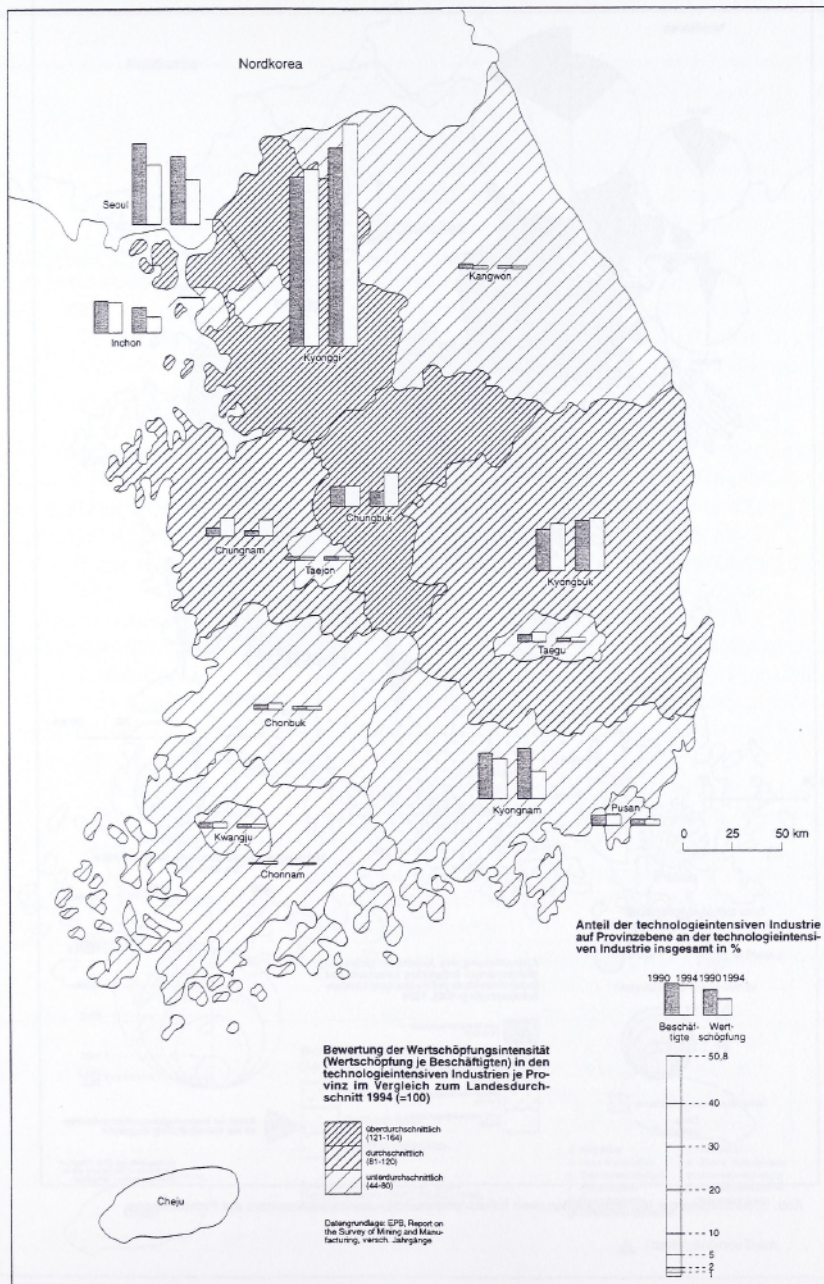 Nordkorea
Seoul
Kangwon
Inchon
Kyonggi
Chungbuk
Chungnam
Taejon
Kyongbuk
Taegu
Chonbuk
Kyongnam
Pusan
Kwangju
Chonnam
0 25 50 km
Anteil der technologieintensiven Industrie
auf Provinzebene an der technologieintensi-
ven Industrie insgesamt in %
1990 1994 1990 1994
Beschäf-
tigte
Wert-
schöpfung
50,8
40
30
20
10
5
2
1
Bewertung der Wertschöpfungsintensität
(Wertschöpfung je Beschäftigten) in den
technologieintensiven Industrien je Pro-
vinz im Vergleich zum Landesdurch-
schnitt 1994 (=100)
überdurchschnittlich
(121-164)
durchschnittlich
(81-120)
unterdurchschnittlich
(44-80)
Datengrundlage: EPB, Report on
the Survey of Mining and Manu-
facturing, versch. Jahrgänge
Cheju